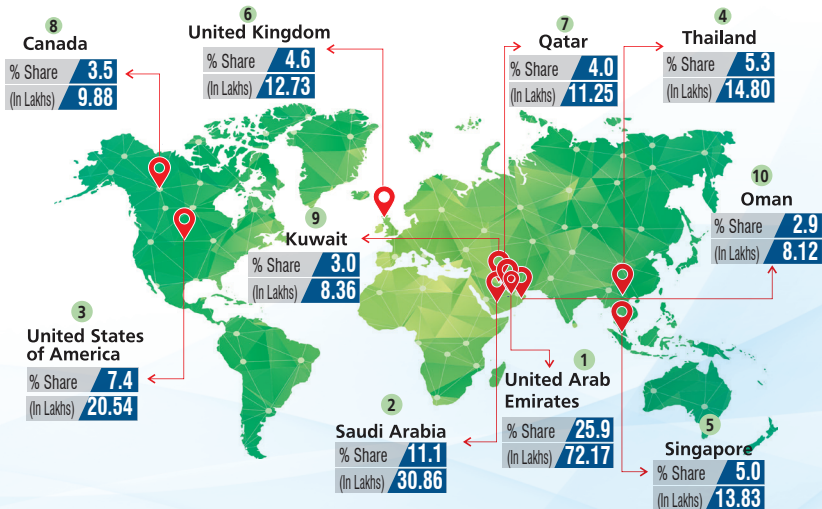 8
Canada
% Share 3.5
(In Lakhs) 9.88
6
United Kingdom
% Share 4.6
(In Lakhs) 12.73
7
Qatar
% Share 4.0
(In Lakhs) 11.25
4
Thailand
% Share 5.3
(In Lakhs) 14.80
10
Oman
% Share 2.9
(In Lakhs) 8.12
9
Kuwait
% Share 3.0
(In Lakhs) 8.36
3
United States
of America
% Share 7.4
(In Lakhs) 20.54
2
Saudi Arabia
% Share 11.1
(In Lakhs) 30.86
1
United Arab
Emirates
% Share 25.9
(In Lakhs) 72.17
5
Singapore
% Share 5.0
(In Lakhs) 13.83